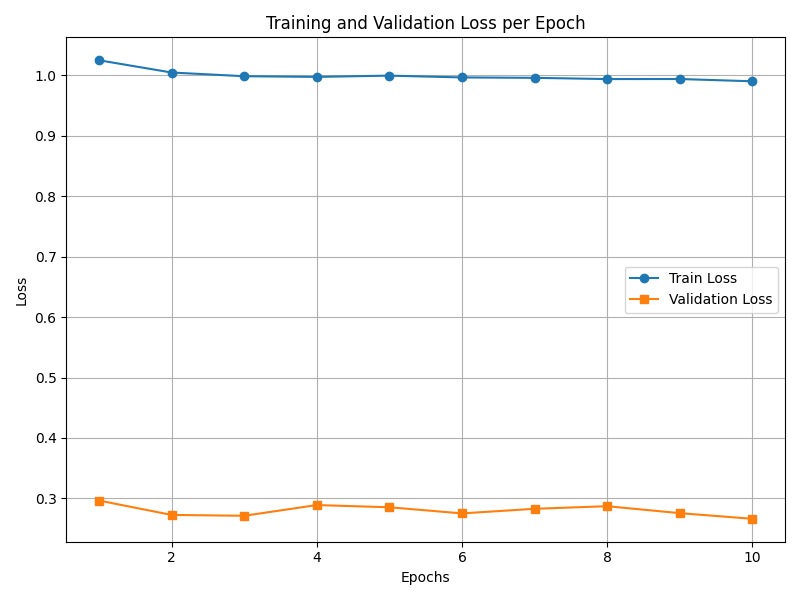 Training and Validation Loss per Epoch
1.0
0.9
0.8
0.7
0.6
0.5
0.4
0.3
Loss
Train Loss
Validation Loss
2 4 6 8 10
Epochs